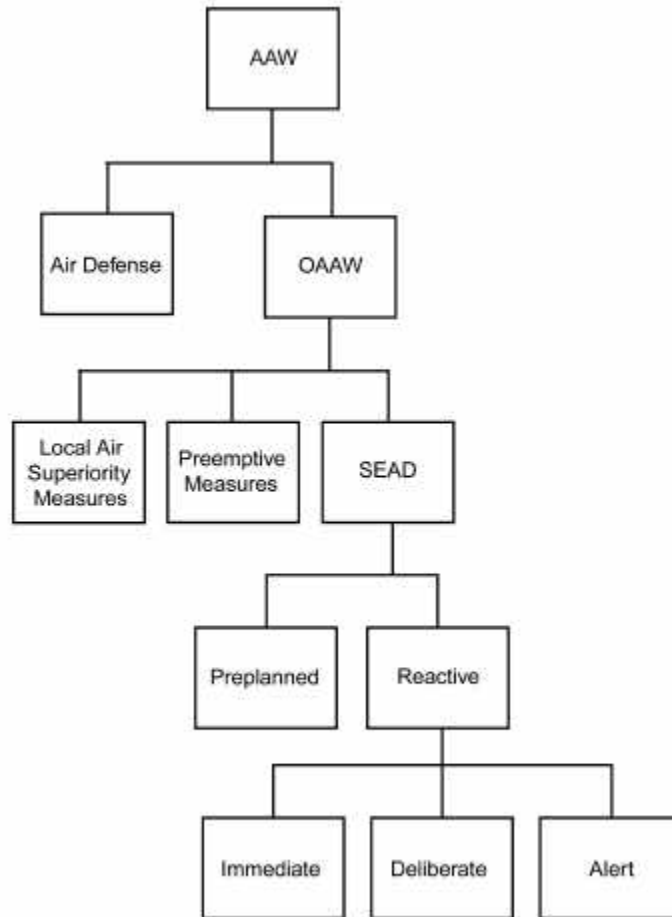 AAW
Air Defense
OAAW
Local Air
Superiority
Measures
Preemptive
Measures
SEAD
Preplanned
Reactive
Immediate
Deliberate
Alert